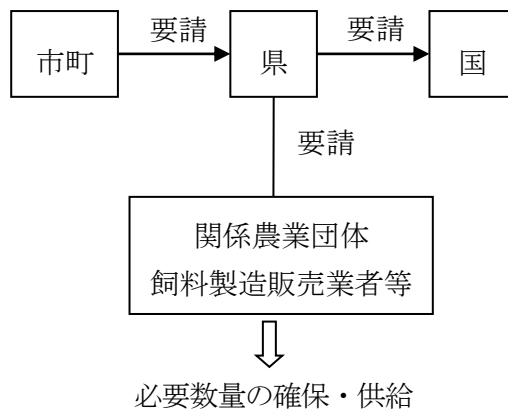 要請
要請
市町
県
国
要請
関係農業団体
飼料製造販売業者等
必要数量の確保・供給